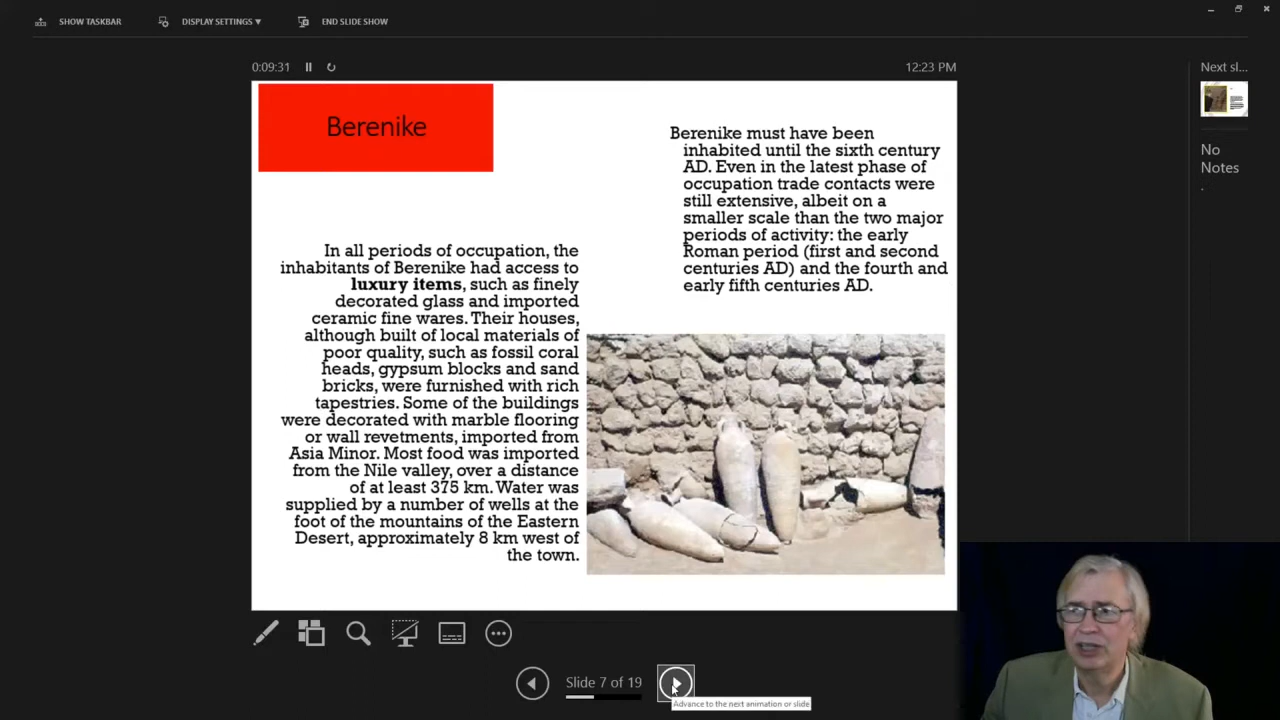 SHOW TASKBAR
DISPLAY SETTINGS ▼
END SLIDE SHOW
0:09:31
12:23 PM
Next sl...
Berenike
Berenike must have been
inhabited until the sixth century
AD. Even in the latest phase of
occupation trade contacts were
still extensive, albeit on a
smaller scale than the two major
periods of activity: the early
Roman period (first and second
centuries AD) and the fourth and
early fifth centuries AD.
No
Notes
.
In all periods of occupation, the
inhabitants of Berenike had access to
luxury items, such as finely
decorated glass and imported
ceramic fine wares. Their houses,
although built of local materials of
poor quality, such as fossil coral
heads, gypsum blocks and sand
bricks, were furnished with rich
tapestries. Some of the buildings
were decorated with marble flooring
or wall revetments, imported from
Asia Minor. Most food was imported
from the Nile valley, over a distance
of at least 375 km. Water was
supplied by a number of wells at the
foot of the mountains of the Eastern
Desert, approximately 8 km west of
the town.
Slide 7 of 19
Advance to the next animation or slide